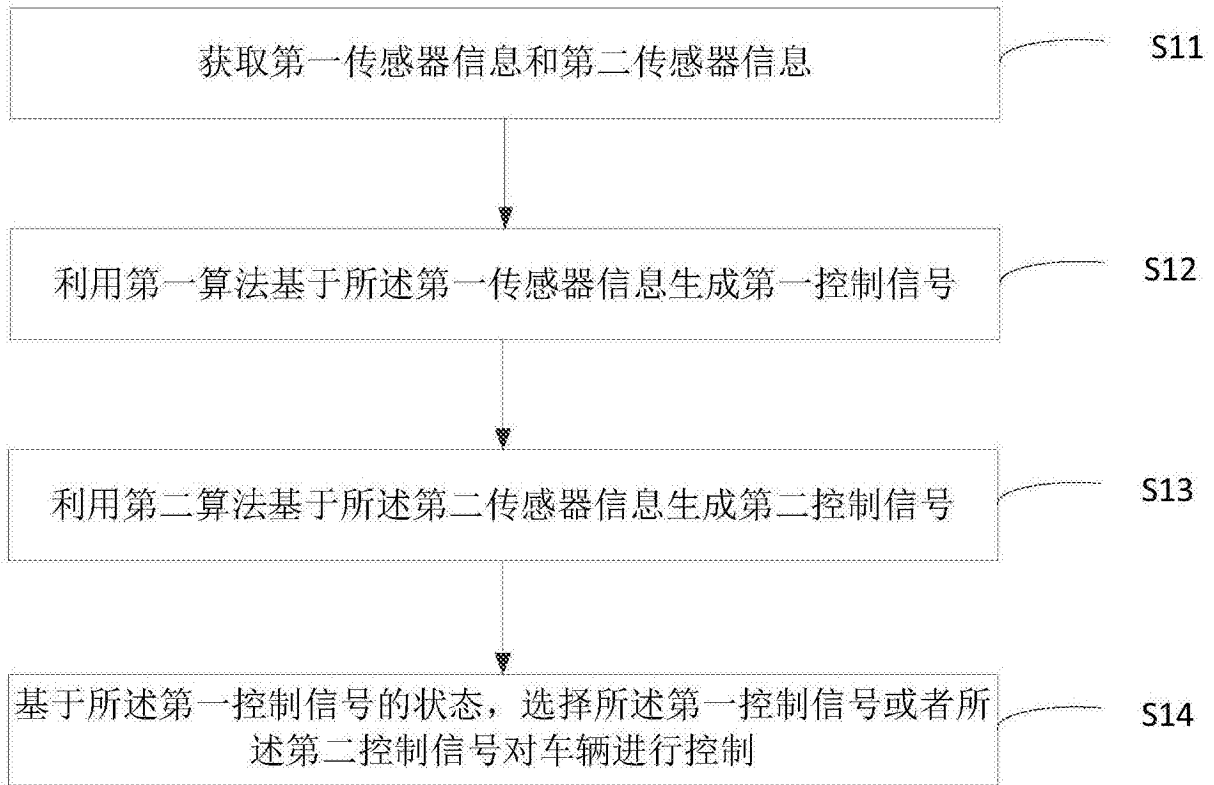 获取第一传感器信息和第二传感器信息
S11
利用第一算法基于所述第一传感器信息生成第一控制信号
S12
利用第二算法基于所述第二传感器信息生成第二控制信号
S13
基于所述第一控制信号的状态，选择所述第一控制信号或者所
述第二控制信号对车辆进行控制
S14